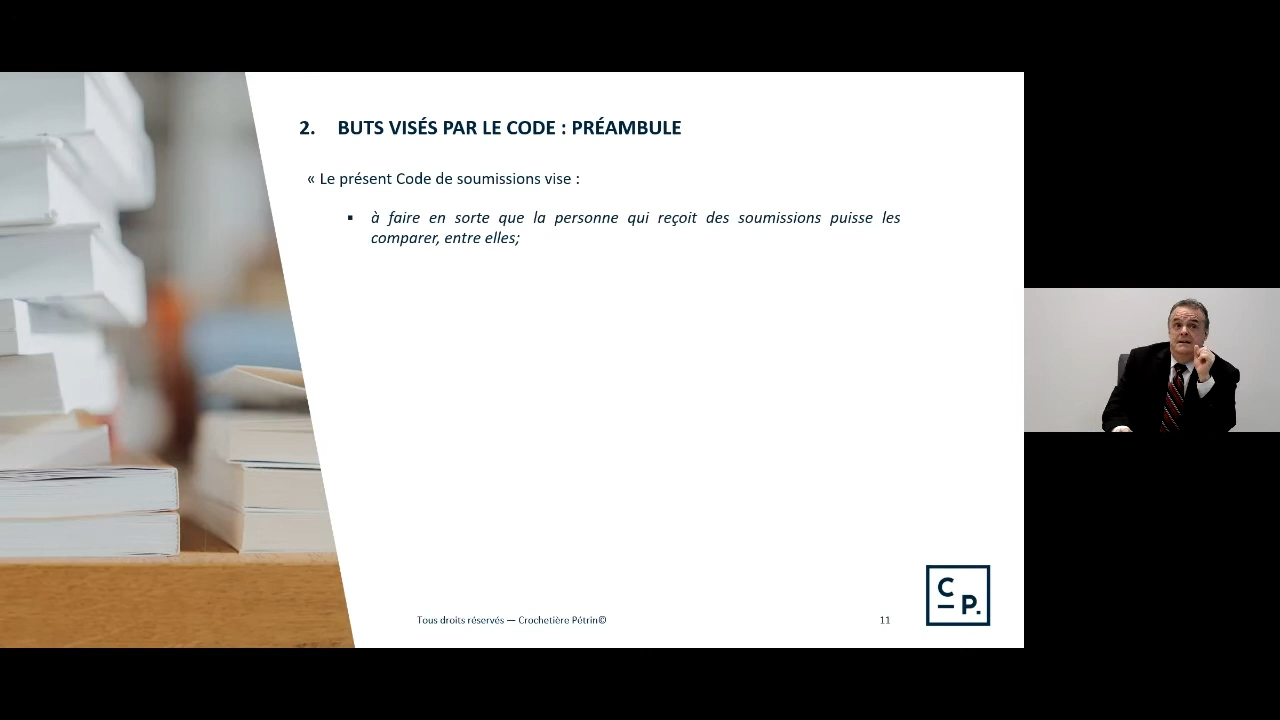 2. BUTS VISÉS PAR LE CODE : PRÉAMBULE
« Le présent Code de soumissions vise :
▪ à faire en sorte que la personne qui reçoit des soumissions puisse les
comparer, entre elles;
C
P.
Tous droits réservés — Crochetière Pétrin©
11